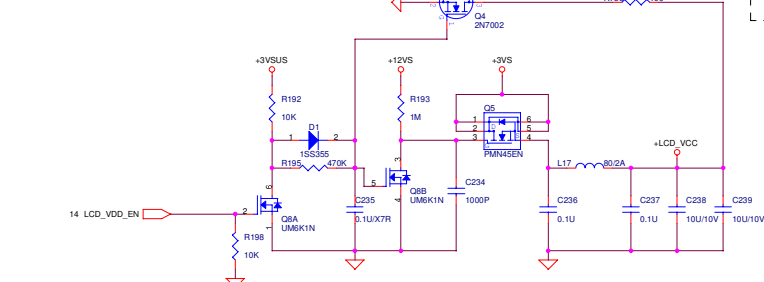 2
3
Q4
2N7002
1
+3VSUS
+12VS
+3VS
R192
10K
R193
1M
Q5
1
2
3
6
5
4
PMN45EN
D1
1
2
1SS355
R195
470K
+LCD_VCC
L17
80/2A
3
5
4
Q8B
UM6K1N
C234
1000P
6
2
1
Q8A
UM6K1N
14 LCD_VDD_EN
C235
0.1U/X7R
C236
0.1U
C237
0.1U
C238
10U/10V
C239
10U/10V
R198
10K